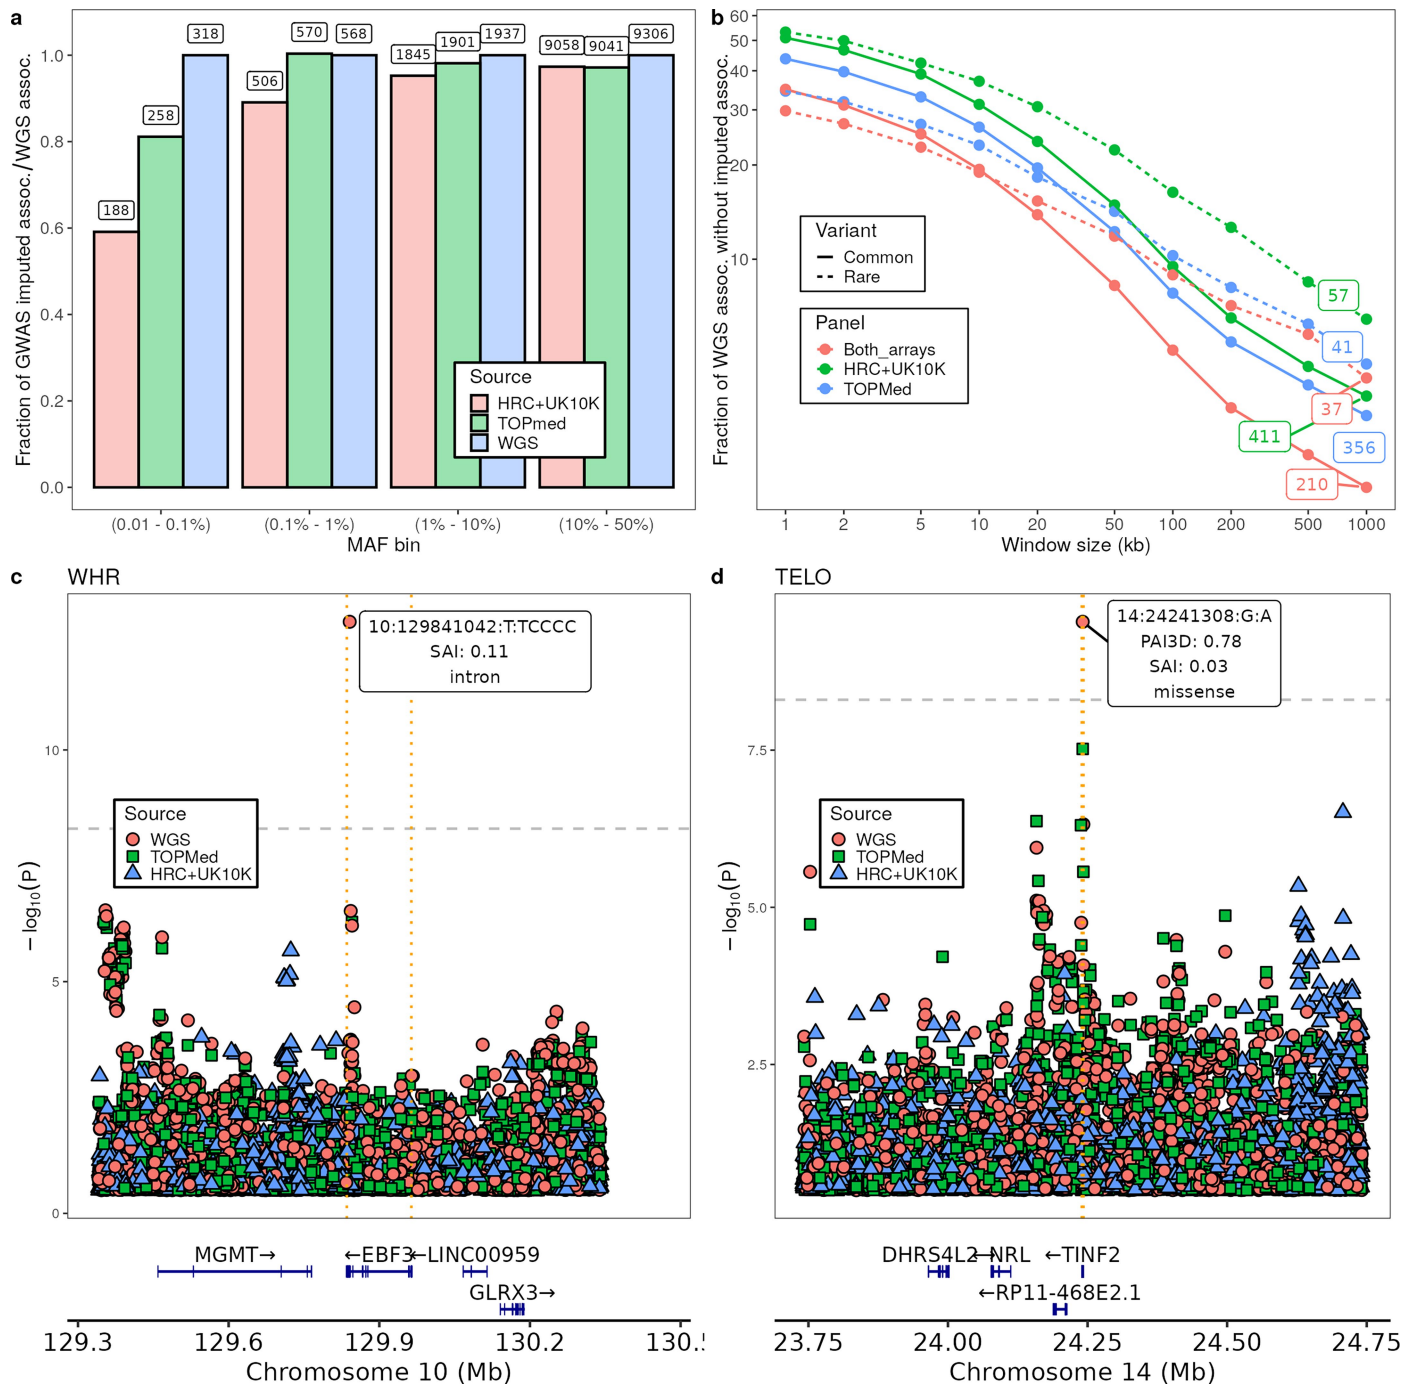 a
Fraction of GWAS imputed assoc./WGS assoc.
1.0
0.8
0.6
0.4
0.2
0.0
188
258
318
506
570
568
1845
1901
1937
9058
9041
9306
Source
HRC+UK10K
TOPmed
WGS
(0.01 - 0.1%)
(0.1% - 1%)
(1% - 10%)
(10% - 50%)
MAF bin
b
Fraction of WGS assoc. without imputed assoc.
60
50
40
30
20
10
Variant
Common
Rare
Panel
Both_arrays
HRC+UK10K
TOPMed
57
41
37
411
356
210
1
2
5
10
20
50
100
200
500
1000
Window size (kb)
c
WHR
10:129841042:T:TCCCC
SAI: 0.11
intron
− log10(P)
10
5
0
Source
WGS
TOPMed
HRC+UK10K
MGMT→
←EBF3
←LINC00959
GLRX3→
129.3
129.6
129.9
130.2
130.
Chromosome 10 (Mb)
d
TELO
14:24241308:G:A
PAI3D: 0.78
SAI: 0.03
missense
− log10(P)
7.5
5.0
2.5
Source
WGS
TOPMed
HRC+UK10K
DHRS4L2→
←NRL
←TINF2
←RP11-468E2.1
23.75
24.00
24.25
24.50
24.75
Chromosome 14 (Mb)